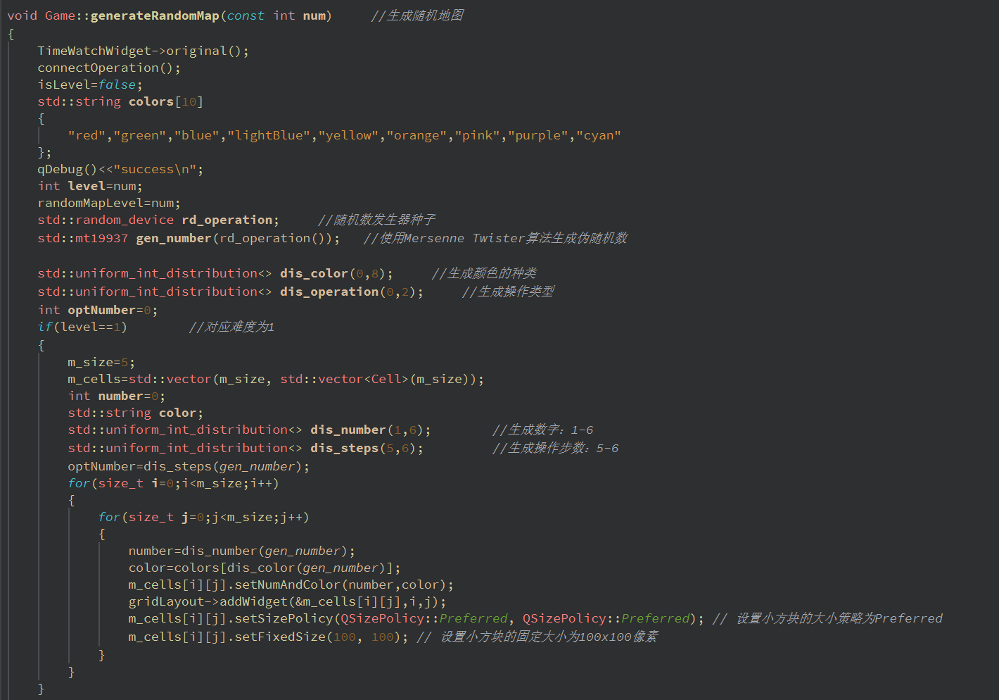 void Game::generateRandomMap(const int num)     //生成随机地图
{
    TimeWatchWidget->original();
    connectOperation();
    isLevel=false;
    std::string colors[10]
    {
        "red","green","blue","lightBlue","yellow","orange","pink","purple","cyan"
    };
    qDebug()<<"success\n";
    int level=num;
    randomMapLevel=num;
    std::random_device rd_operation;     //随机数发生器种子
    std::mt19937 gen_number(rd_operation());   //使用Mersenne Twister算法生成伪随机数

    std::uniform_int_distribution<> dis_color(0,8);     //生成颜色的种类
    std::uniform_int_distribution<> dis_operation(0,2);     //生成操作类型
    int optNumber=0;
    if(level==1)        //对应难度为1
    {
        m_size=5;
        m_cells=std::vector(m_size, std::vector<Cell>(m_size));
        int number=0;
        std::string color;
        std::uniform_int_distribution<> dis_number(1,6);        //生成数字：1-6
        std::uniform_int_distribution<> dis_steps(5,6);         //生成操作步数：5-6
        optNumber=dis_steps(gen_number);
        for(size_t i=0;i<m_size;i++)
        {
            for(size_t j=0;j<m_size;j++)
            {
                number=dis_number(gen_number);
                color=colors[dis_color(gen_number)];
                m_cells[i][j].setNumAndColor(number,color);
                gridLayout->addWidget(&m_cells[i][j],i,j);
                m_cells[i][j].setSizePolicy(QSizePolicy::Preferred, QSizePolicy::Preferred); // 设置小方块的大小策略为Preferred
                m_cells[i][j].setFixedSize(100, 100); // 设置小方块的固定大小为100x100像素
            }
        }
    }